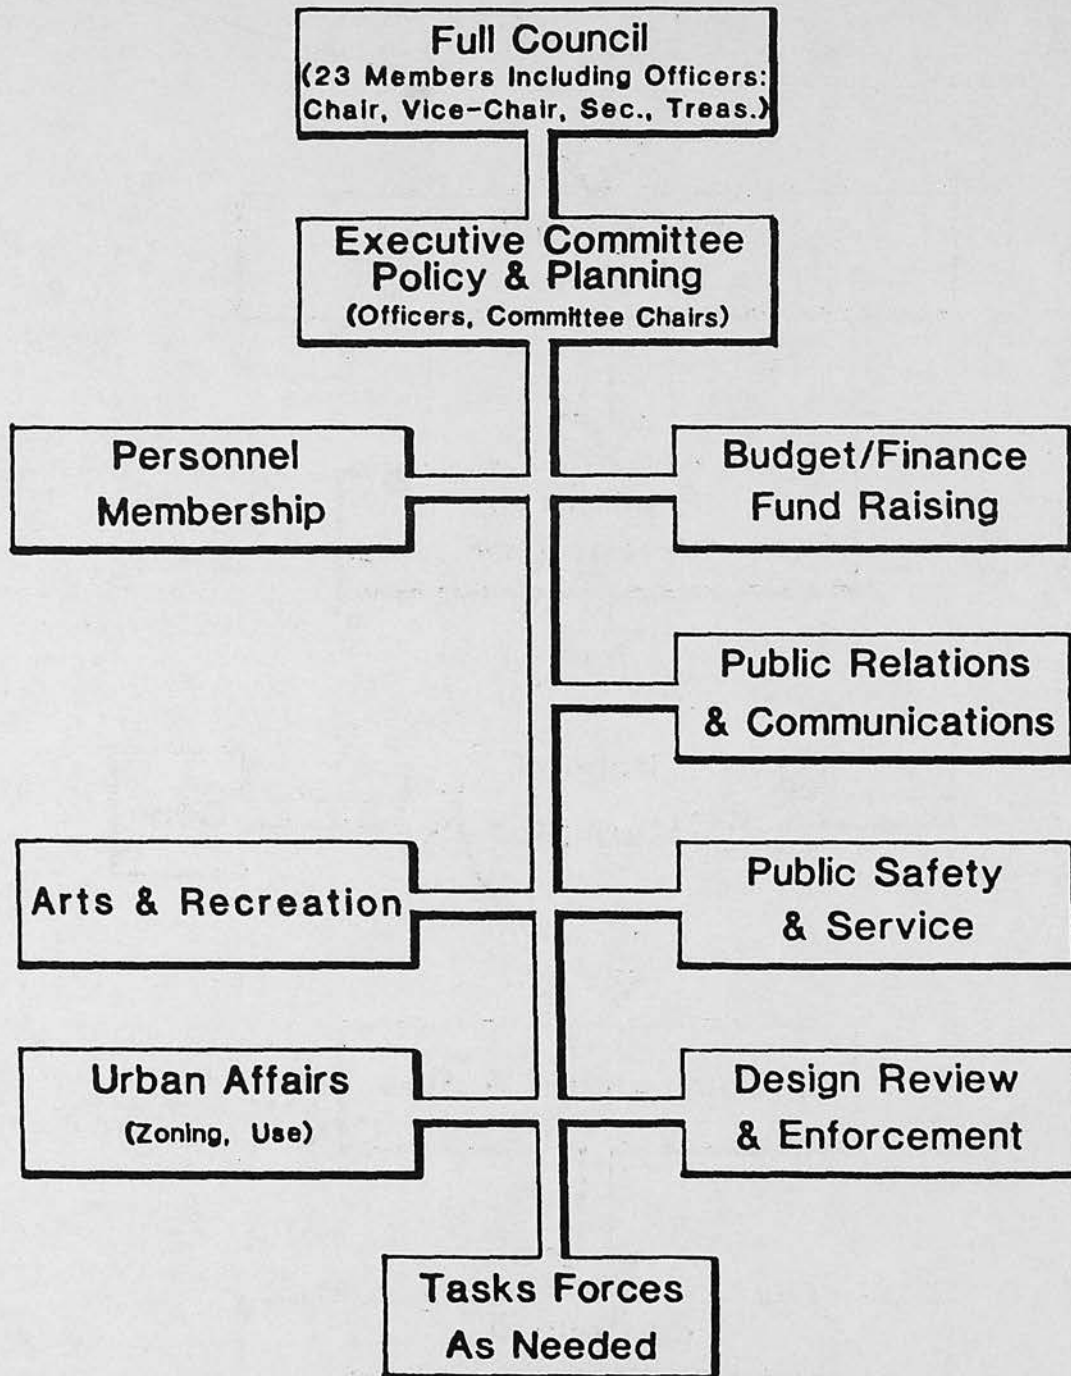 Full Council
(23 Members Including Officers:
Chair, Vice-Chair, Sec., Treas.)
Executive Committee
Policy & Planning
(Officers, Committee Chairs)
Personnel
Membership
Budget/Finance
Fund Raising
Public Relations
& Communications
Arts & Recreation
Public Safety
& Service
Urban Affairs
(Zoning, Use)
Design Review
& Enforcement
Tasks Forces
As Needed